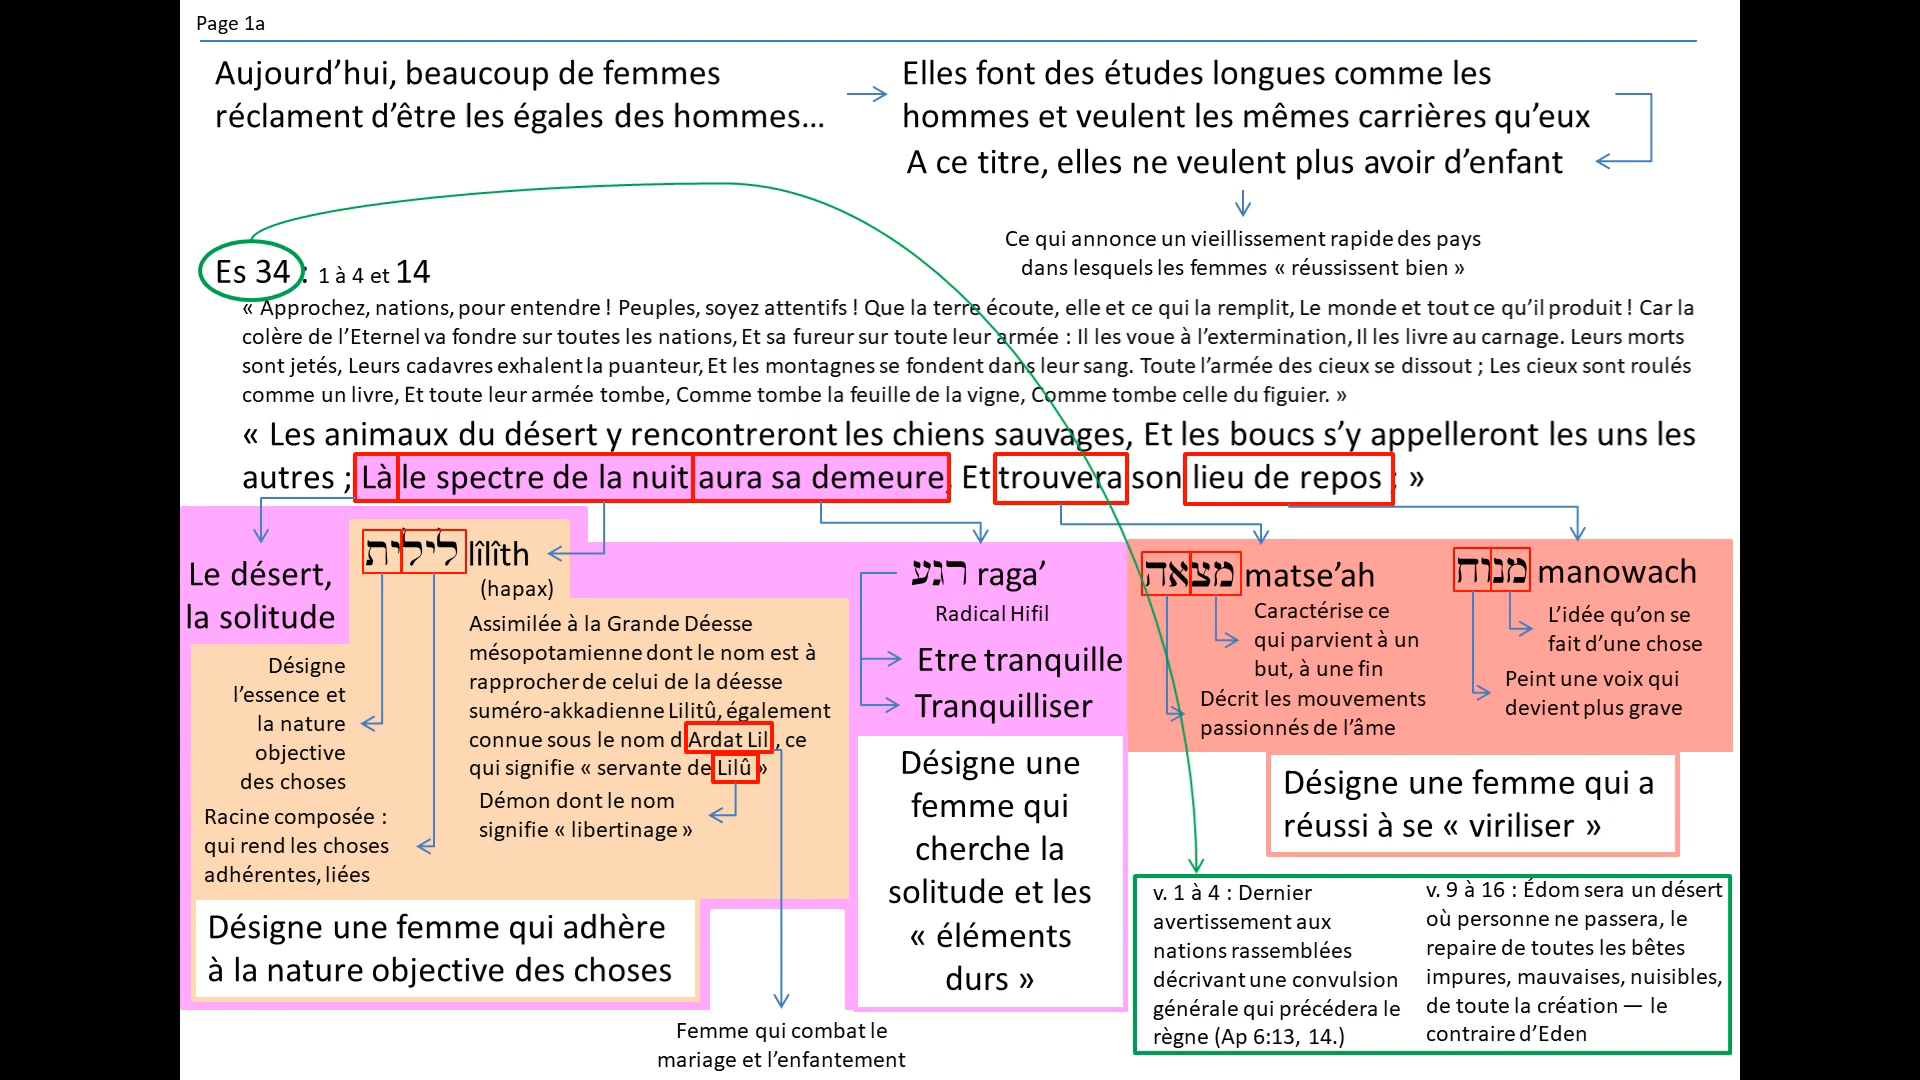 Page 1a
Aujourd’hui, beaucoup de femmes
réclament d’être les égales des hommes…
Elles font des études longues comme les
hommes et veulent les mêmes carrières qu’eux
A ce titre, elles ne veulent plus avoir d’enfant
Ce qui annonce un vieillissement rapide des pays
dans lesquels les femmes « réussissent bien »
Es 34 : 1 à 4 et 14
« Approchez, nations, pour entendre ! Peuples, soyez attentifs ! Que la terre écoute, elle et ce qui la remplit, Le monde et tout ce qu’il produit ! Car la
colère de l’Eternel va fondre sur toutes les nations, Et sa fureur sur toute leur armée : Il les voue à l’extermination, Il les livre au carnage. Leurs morts
sont jetés, Leurs cadavres exhalent la puanteur, Et les montagnes se fondent dans leur sang. Toute l’armée des cieux se dissout ; Les cieux sont roulés
comme un livre, Et toute leur armée tombe, Comme tombe la feuille de la vigne, Comme tombe celle du figuier. »
« Les animaux du désert y rencontreront les chiens sauvages, Et les boucs s’y appelleront les uns les
autres ; Là le spectre de la nuit aura sa demeure, Et trouvera son lieu de repos ; »
Le désert,
la solitude
לילית lîlîth
(hapax)
Désigne
l’essence et
la nature
objective
des choses
Racine composée :
qui rend les choses
adhérentes, liées
Assimilée à la Grande Déesse
mésopotamienne dont le nom est à
rapprocher de celui de la déesse
suméro-akkadienne Lilitû, également
connue sous le nom d Ardat Lil , ce
qui signifie « servante de Lilû »
Démon dont le nom
signifie « libertinage »
Désigne une femme qui adhère
à la nature objective des choses
Femme qui combat le
mariage et l’enfantement
רגע raga’
Radical Hifil
Etre tranquille
Tranquilliser
Désigne une
femme qui
cherche la
solitude et les
« éléments
durs »
מצאה matse’ah
Caractérise ce
qui parvient à un
but, à une fin
Décrit les mouvements
passionnés de l’âme
מנוח manowach
L’idée qu’on se
fait d’une chose
Peint une voix qui
devient plus grave
Désigne une femme qui a
réussi à se « viriliser »
v. 1 à 4 : Dernier
avertissement aux
nations rassemblées
décrivant une convulsion
générale qui précédera le
règne (Ap 6:13, 14.)
v. 9 à 16 : Édom sera un désert
où personne ne passera, le
repaire de toutes les bêtes
impures, mauvaises, nuisibles,
de toute la création — le
contraire d’Eden